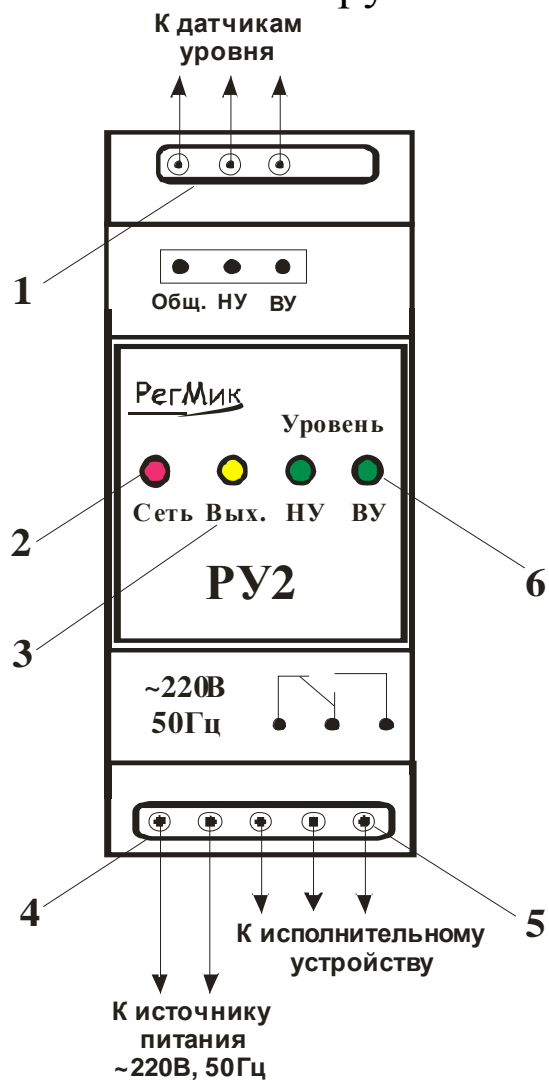 ру
К датчикам
уровня
1
Общ. НУ ВУ
РегМик
Уровень
2
Сеть Вых. НУ ВУ
6
РУ2
3
~220В
50Гц
4
5
К исполнительному
устройству
К источнику
питания
~220В, 50Гц